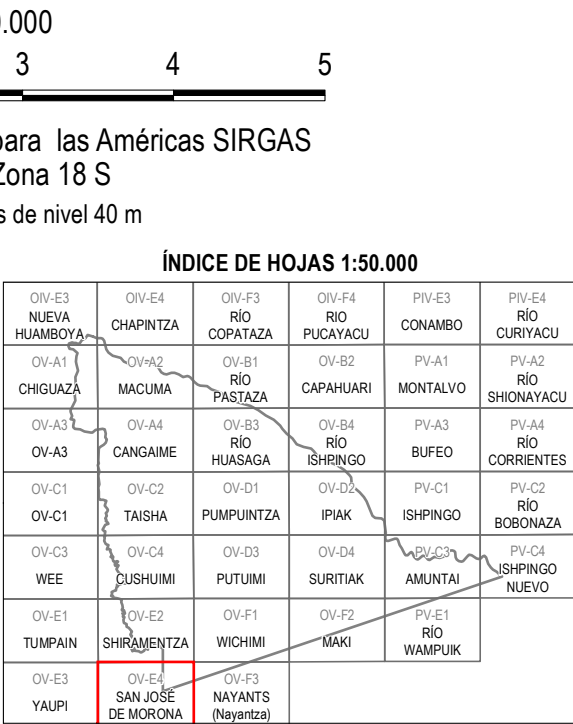 0.000
3 4 5
para las Américas SIRGAS
Zona 18 S
s de nivel 40 m
ÍNDICE DE HOJAS 1:50.000
OIV-E3 OIV-E4 OIV-F3 OIV-F4 PIV-E3 PIV-E4
NUEVA HUAMBOYA CHAPINTZA RÍO COPATAZA RIO PUCAYACU CONAMBO RÍO CURIYACU
OV-A1 OV-A2 OV-B1 OV-B2 PV-A1 PV-A2
CHIGUAZA MACUMA RÍO PASTAZA CAPAHUARI MONTALVO RÍO SHIONAYACU
OV-A3 OV-A4 OV-B3 OV-B4 PV-A3 PV-A4
OV-A3 CANGAIME RÍO HUASAGA RÍO ISHPINGO BUFEO RÍO CORRIENTES
OV-C1 OV-C2 OV-D1 OV-D2 PV-C1 PV-C2
OV-C1 TAISHA PUMPUINTZA IPIAK ISHPINGO RÍO BOBONAZA
OV-C3 OV-C4 OV-D3 OV-D4 PV-C3 PV-C4
WEE CUSHUIMI PUTUIMI SURITIAK AMUNTAI ISHPINGO NUEVO
OV-E1 OV-E2 OV-F1 OV-F2 PV-E1
TUMPAIN SHIRAMENTZA WICHIMI MAKI RÍO WAMPUIK
OV-E3 OV-E4 OV-F3
YAUPI SAN JOSÉ DE MORONA NAYANTS (Nayantza)